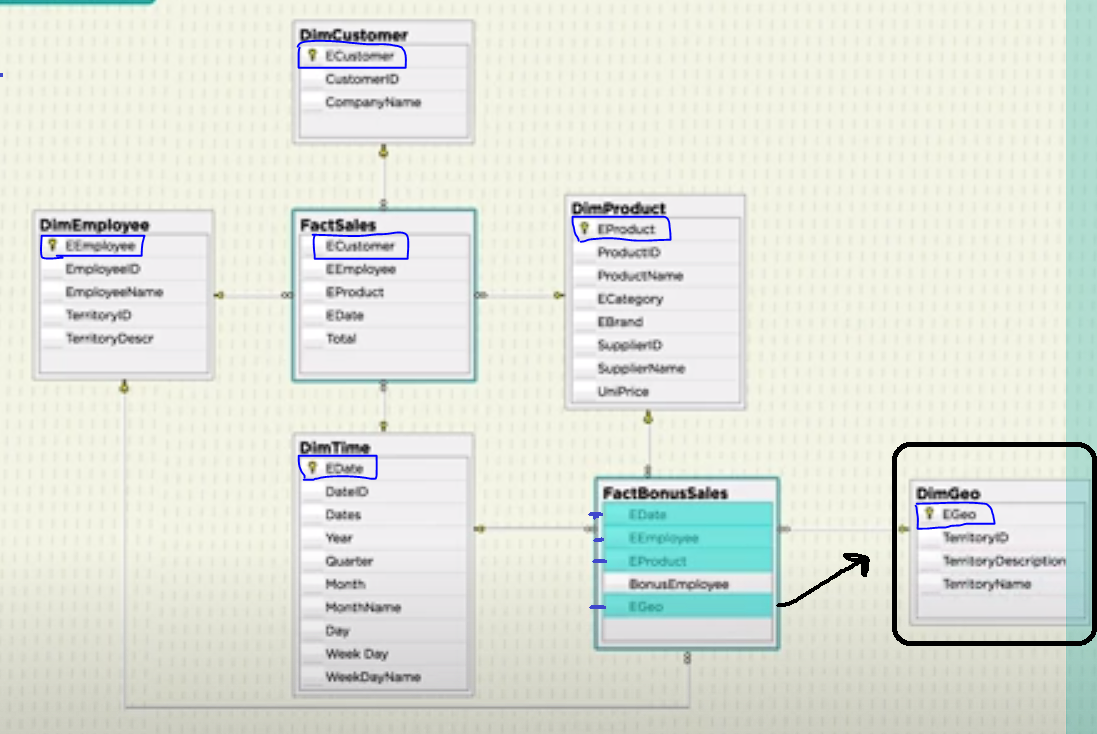 DimCustomer
ECustomer
CustomerID
CompanyName
DimEmployee
EEmployee
EmployeeID
EmployeeName
TerritoryID
TerritoryDescr
FactSales
ECustomer
EEmployee
EProduct
EDate
Total
DimProduct
EProduct
ProductID
ProductName
ECategory
EBrand
SupplierID
SupplierName
UniPrice
DimTime
EDate
DateID
Dates
Year
Quarter
Month
MonthName
Day
Week Day
WeekDayName
FactBonusSales
EDate
EEmployee
EProduct
BonusEmployee
EGeo
DimGeo
EGeo
TerritoryID
TerritoryDescription
TerritoryName